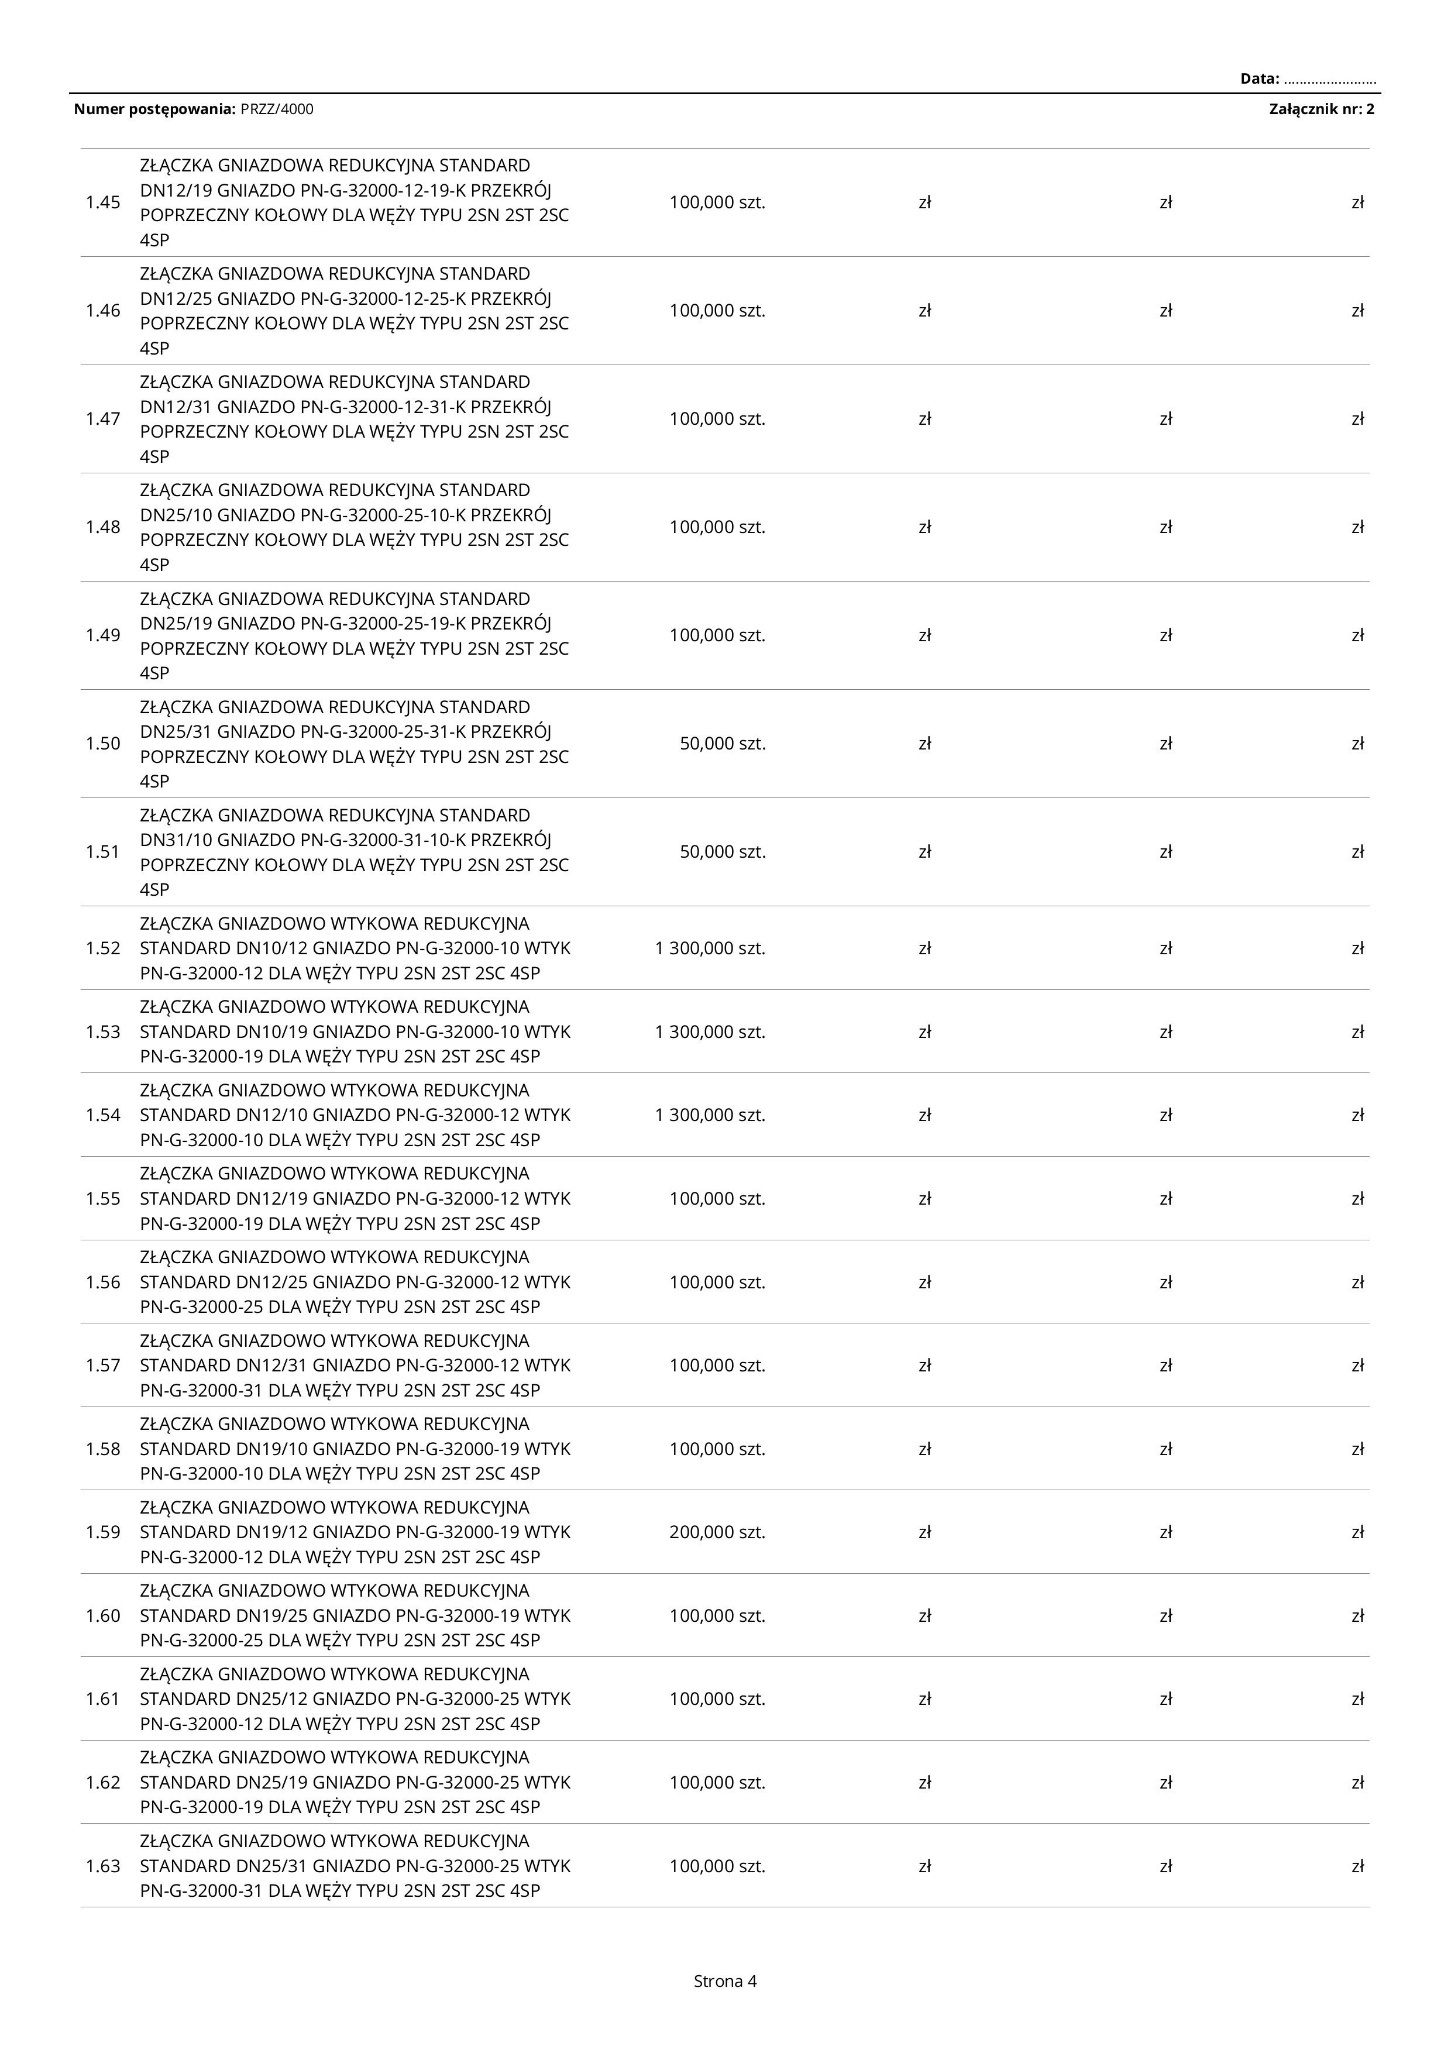 Data: ........................
Numer postępowania: PRZZ/4000 Załącznik nr: 2
ZŁĄCZKA GNIAZDOWA REDUKCYJNA STANDARD
DN12/19 GNIAZDO PN-G-32000-12-19-K PRZEKRÓJ
1.45 100,000 szt. zł zł zł
POPRZECZNY KOŁOWY DLA WĘŻY TYPU 2SN 2ST 2SC
4SP
ZŁĄCZKA GNIAZDOWA REDUKCYJNA STANDARD
DN12/25 GNIAZDO PN-G-32000-12-25-K PRZEKRÓJ
1.46 100,000 szt. zł zł zł
POPRZECZNY KOŁOWY DLA WĘŻY TYPU 2SN 2ST 2SC
4SP
ZŁĄCZKA GNIAZDOWA REDUKCYJNA STANDARD
DN12/31 GNIAZDO PN-G-32000-12-31-K PRZEKRÓJ
1.47 100,000 szt. zł zł zł
POPRZECZNY KOŁOWY DLA WĘŻY TYPU 2SN 2ST 2SC
4SP
ZŁĄCZKA GNIAZDOWA REDUKCYJNA STANDARD
DN25/10 GNIAZDO PN-G-32000-25-10-K PRZEKRÓJ
1.48 100,000 szt. zł zł zł
POPRZECZNY KOŁOWY DLA WĘŻY TYPU 2SN 2ST 2SC
4SP
ZŁĄCZKA GNIAZDOWA REDUKCYJNA STANDARD
DN25/19 GNIAZDO PN-G-32000-25-19-K PRZEKRÓJ
1.49 100,000 szt. zł zł zł
POPRZECZNY KOŁOWY DLA WĘŻY TYPU 2SN 2ST 2SC
4SP
ZŁĄCZKA GNIAZDOWA REDUKCYJNA STANDARD
DN25/31 GNIAZDO PN-G-32000-25-31-K PRZEKRÓJ
1.50 50,000 szt. zł zł zł
POPRZECZNY KOŁOWY DLA WĘŻY TYPU 2SN 2ST 2SC
4SP
ZŁĄCZKA GNIAZDOWA REDUKCYJNA STANDARD
DN31/10 GNIAZDO PN-G-32000-31-10-K PRZEKRÓJ
1.51 50,000 szt. zł zł zł
POPRZECZNY KOŁOWY DLA WĘŻY TYPU 2SN 2ST 2SC
4SP
ZŁĄCZKA GNIAZDOWO WTYKOWA REDUKCYJNA
1.52 STANDARD DN10/12 GNIAZDO PN-G-32000-10 WTYK 1 300,000 szt. zł zł zł
PN-G-32000-12 DLA WĘŻY TYPU 2SN 2ST 2SC 4SP
ZŁĄCZKA GNIAZDOWO WTYKOWA REDUKCYJNA
1.53 STANDARD DN10/19 GNIAZDO PN-G-32000-10 WTYK 1 300,000 szt. zł zł zł
PN-G-32000-19 DLA WĘŻY TYPU 2SN 2ST 2SC 4SP
ZŁĄCZKA GNIAZDOWO WTYKOWA REDUKCYJNA
1.54 STANDARD DN12/10 GNIAZDO PN-G-32000-12 WTYK 1 300,000 szt. zł zł zł
PN-G-32000-10 DLA WĘŻY TYPU 2SN 2ST 2SC 4SP
ZŁĄCZKA GNIAZDOWO WTYKOWA REDUKCYJNA
1.55 STANDARD DN12/19 GNIAZDO PN-G-32000-12 WTYK 100,000 szt. zł zł zł
PN-G-32000-19 DLA WĘŻY TYPU 2SN 2ST 2SC 4SP
ZŁĄCZKA GNIAZDOWO WTYKOWA REDUKCYJNA
1.56 STANDARD DN12/25 GNIAZDO PN-G-32000-12 WTYK 100,000 szt. zł zł zł
PN-G-32000-25 DLA WĘŻY TYPU 2SN 2ST 2SC 4SP
ZŁĄCZKA GNIAZDOWO WTYKOWA REDUKCYJNA
1.57 STANDARD DN12/31 GNIAZDO PN-G-32000-12 WTYK 100,000 szt. zł zł zł
PN-G-32000-31 DLA WĘŻY TYPU 2SN 2ST 2SC 4SP
ZŁĄCZKA GNIAZDOWO WTYKOWA REDUKCYJNA
1.58 STANDARD DN19/10 GNIAZDO PN-G-32000-19 WTYK 100,000 szt. zł zł zł
PN-G-32000-10 DLA WĘŻY TYPU 2SN 2ST 2SC 4SP
ZŁĄCZKA GNIAZDOWO WTYKOWA REDUKCYJNA
1.59 STANDARD DN19/12 GNIAZDO PN-G-32000-19 WTYK 200,000 szt. zł zł zł
PN-G-32000-12 DLA WĘŻY TYPU 2SN 2ST 2SC 4SP
ZŁĄCZKA GNIAZDOWO WTYKOWA REDUKCYJNA
1.60 STANDARD DN19/25 GNIAZDO PN-G-32000-19 WTYK 100,000 szt. zł zł zł
PN-G-32000-25 DLA WĘŻY TYPU 2SN 2ST 2SC 4SP
ZŁĄCZKA GNIAZDOWO WTYKOWA REDUKCYJNA
1.61 STANDARD DN25/12 GNIAZDO PN-G-32000-25 WTYK 100,000 szt. zł zł zł
PN-G-32000-12 DLA WĘŻY TYPU 2SN 2ST 2SC 4SP
ZŁĄCZKA GNIAZDOWO WTYKOWA REDUKCYJNA
1.62 STANDARD DN25/19 GNIAZDO PN-G-32000-25 WTYK 100,000 szt. zł zł zł
PN-G-32000-19 DLA WĘŻY TYPU 2SN 2ST 2SC 4SP
ZŁĄCZKA GNIAZDOWO WTYKOWA REDUKCYJNA
1.63 STANDARD DN25/31 GNIAZDO PN-G-32000-25 WTYK 100,000 szt. zł zł zł
PN-G-32000-31 DLA WĘŻY TYPU 2SN 2ST 2SC 4SP
Strona 4